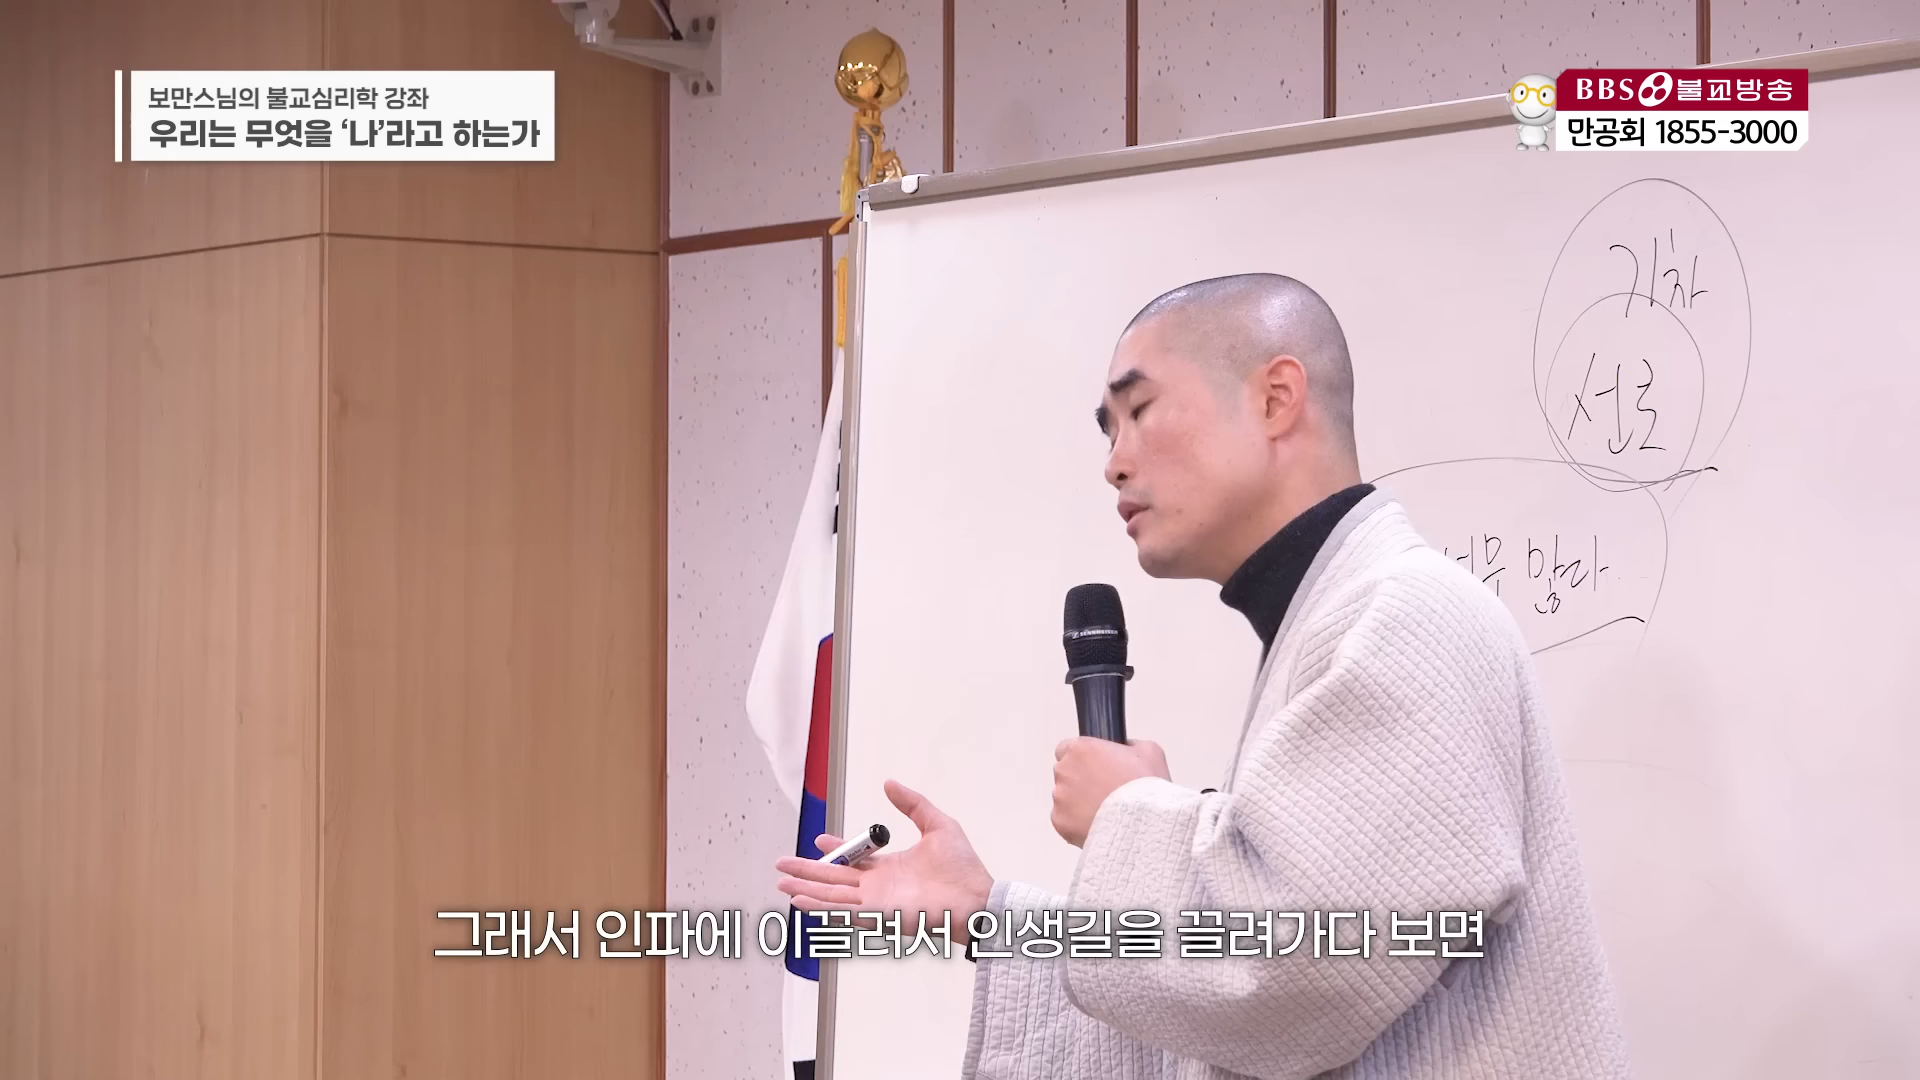 보만스님의 불교심리학 강좌
우리는 무엇을 ‘나’라고 하는가
BBS 불교방송
만공회 1855-3000
기차
선로
많다
SENNHEISER
그래서 인파에 이끌려서 인생길을 끌려가다 보면